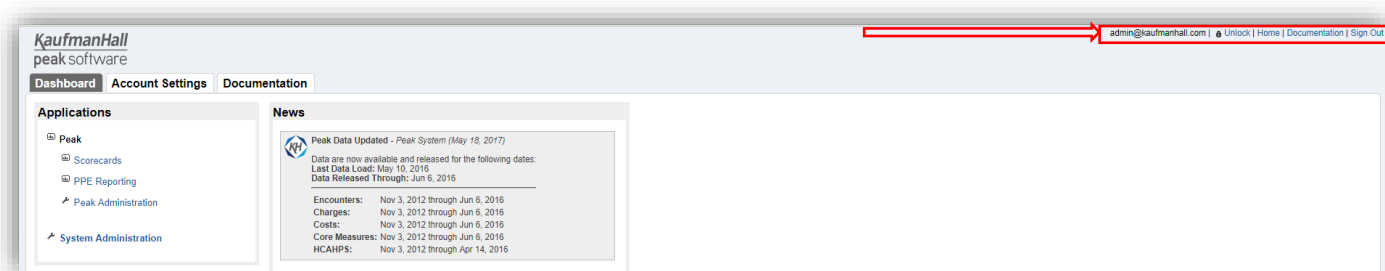 admin@kaufmanhall.com | Unlock | Home | Documentation | Sign Out
KaufmanHall
peak software
Dashboard Account Settings Documentation
Applications
Peak
Scorecards
PPE Reporting
Peak Administration
System Administration
News
KH
Peak Data Updated - Peak System (May 18, 2017)
Data are now available and released for the following dates:
Last Data Load: May 10, 2016
Data Released Through: Jun 6, 2016
Encounters: Nov 3, 2012 through Jun 6, 2016
Charges: Nov 3, 2012 through Jun 6, 2016
Costs: Nov 3, 2012 through Jun 6, 2016
Core Measures: Nov 3, 2012 through Jun 6, 2016
HCAHPS: Nov 3, 2012 through Apr 14, 2016